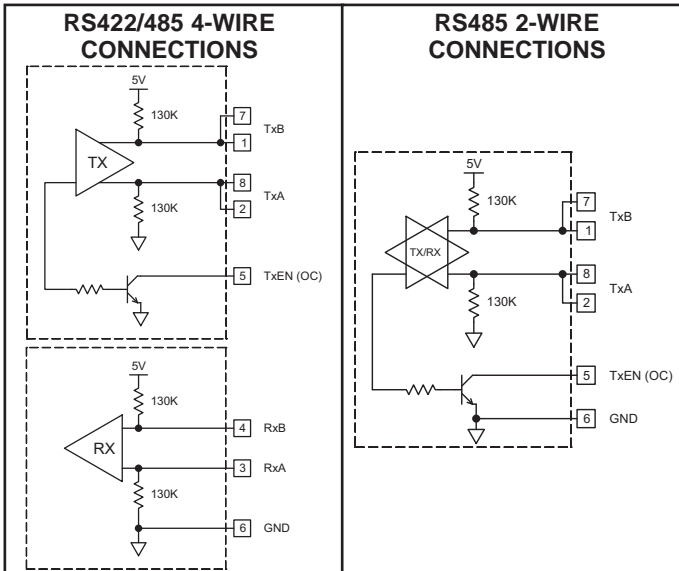 RS422/485 4-WIRE
CONNECTIONS
5V
130K
7
TxB
1
TX
8
TxA
2
130K
5 TxEN (OC)
5V
130K
4 RxB
RX
3 RxA
130K
6 GND
RS485 2-WIRE
CONNECTIONS
5V
130K
7
TxB
1
TX/RX
8
TxA
2
130K
5 TxEN (OC)
6 GND